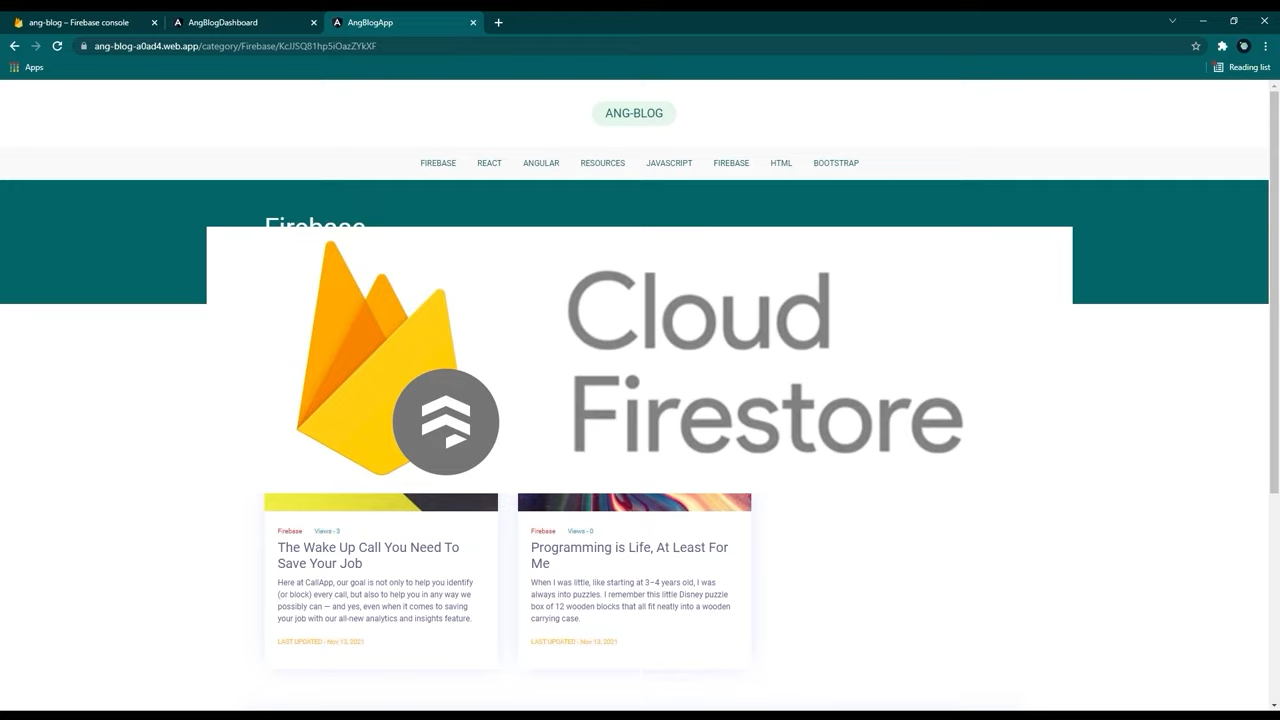 ang-blog – Firebase console
AngBlogDashboard
AngBlogApp
ang-blog-a0ad4.web.app/category/Firebase/KcJJSQ81hp5iOazZYkXF
Apps
Reading list
ANG-BLOG
FIREBASE REACT ANGULAR RESOURCES JAVASCRIPT FIREBASE HTML BOOTSTRAP
Firebase
Cloud
Firestore
Firebase Views - 3
The Wake Up Call You Need To
Save Your Job
Here at CallApp, our goal is not only to help you identify
(or block) every call, but also to help you in any way we
possibly can — and yes, even when it comes to saving
your job with our all-new analytics and insights feature.
LAST UPDATED - Nov 13, 2021
Firebase Views - 0
Programming is Life, At Least For
Me
When I was little, like starting at 3–4 years old, I was
always into puzzles. I remember this little Disney puzzle
box of 12 wooden blocks that all fit neatly into a wooden
carrying case.
LAST UPDATED - Nov 13, 2021